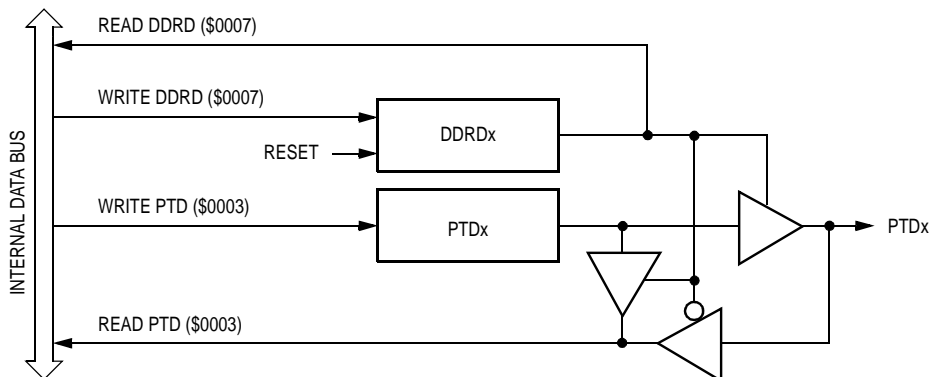 READ DDRD ($0007)
WRITE DDRD ($0007)
DDRDx
RESET
WRITE PTD ($0003)
PTDx
PTDx
READ PTD ($0003)
INTERNAL DATA BUS